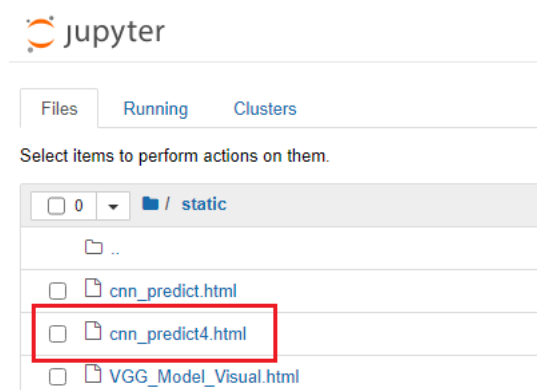 jupyter
Files Running Clusters
Select items to perform actions on them.
0 / static
..
cnn_predict.html
cnn_predict4.html
VGG_Model_Visual.html